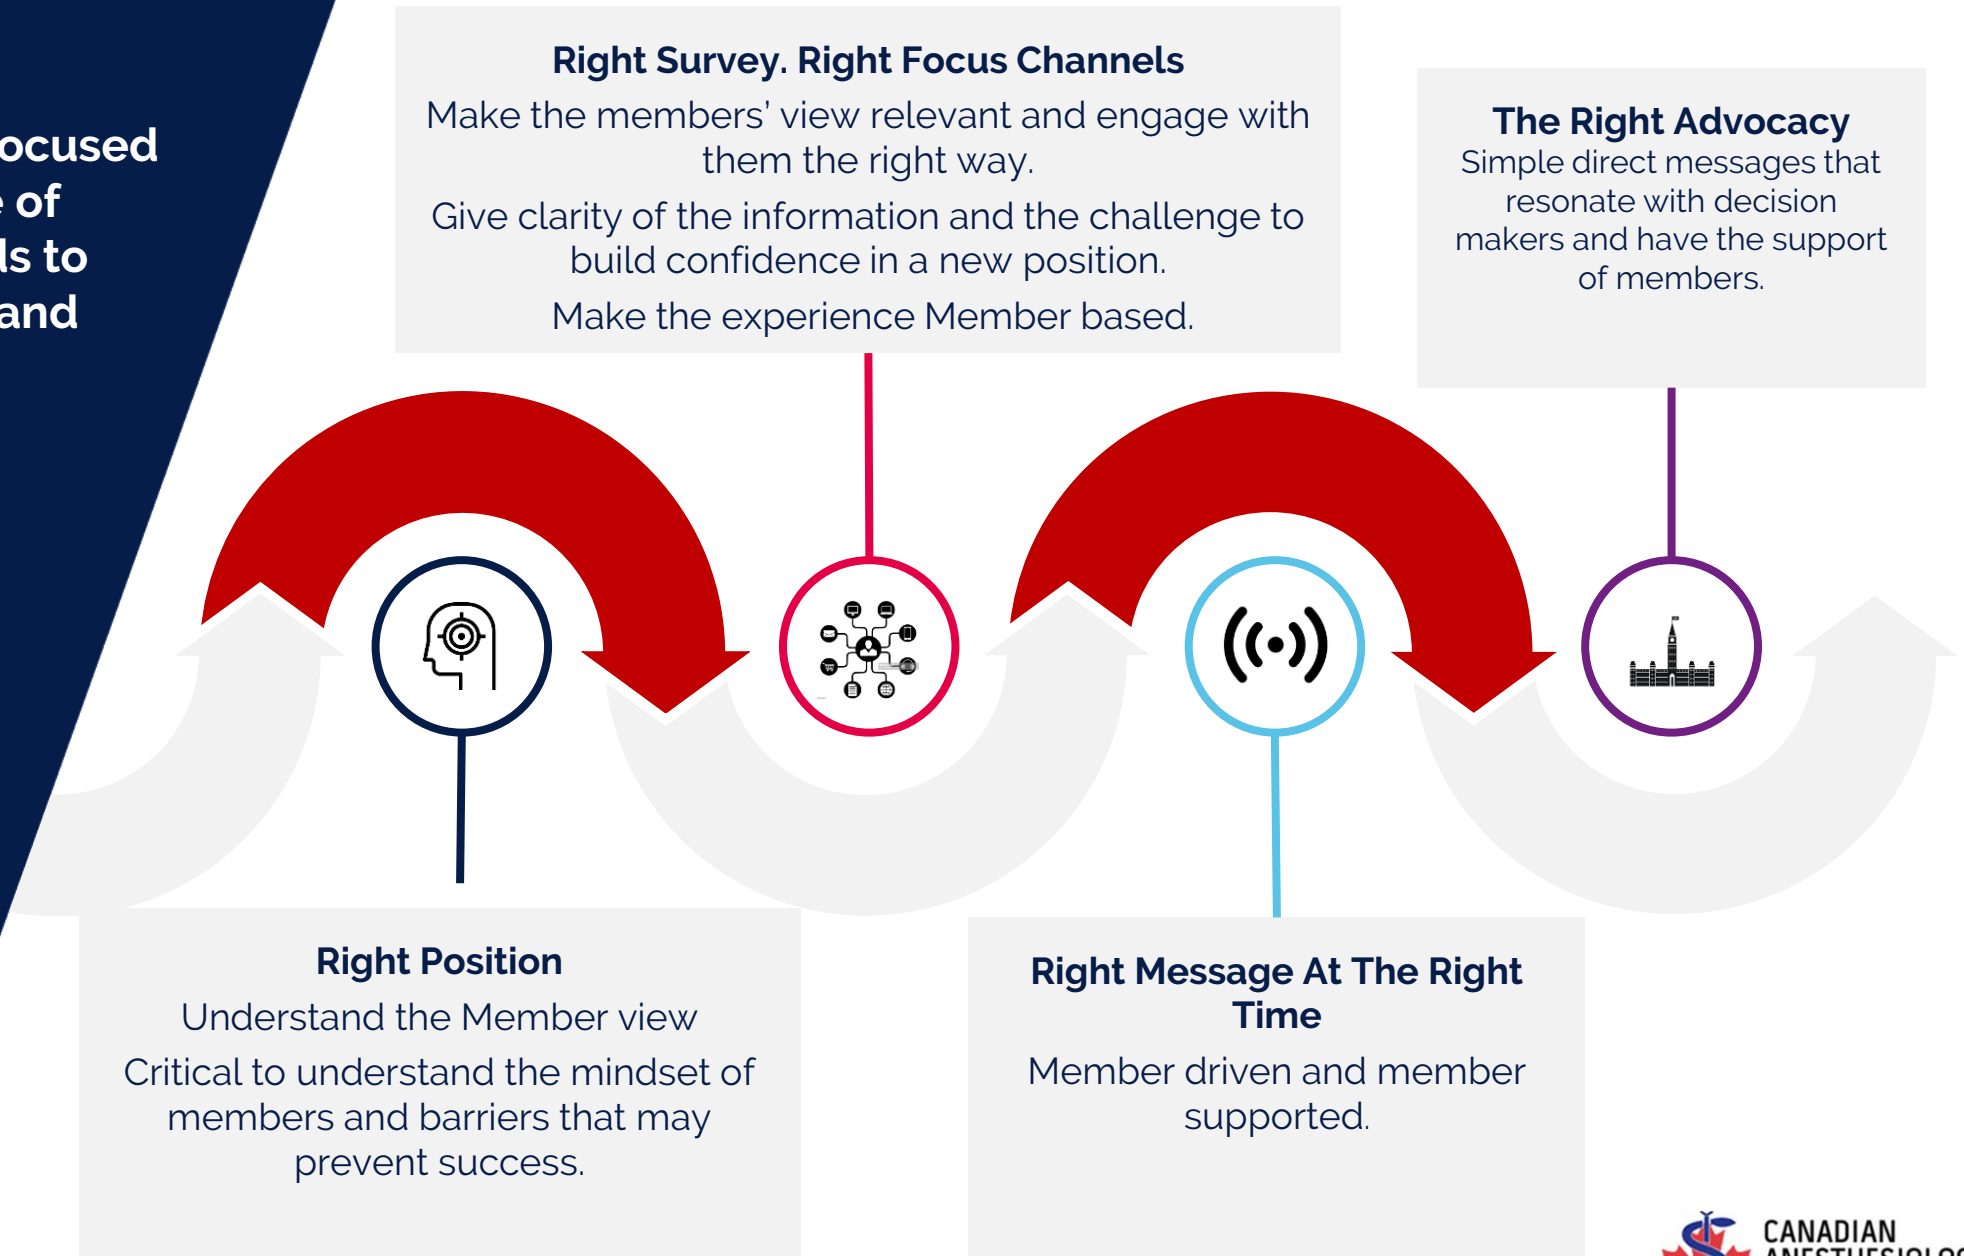 ocused
of
ls to
and
Right Survey. Right Focus Channels
Make the members' view relevant and engage with
them the right way.
Give clarity of the information and the challenge to
build confidence in a new position.
Make the experience Member based.
The Right Advocacy
Simple direct messages that
resonate with decision
makers and have the support
of members.
Right Position
Understand the Member view
Critical to understand the mindset of
members and barriers that may
prevent success.
Right Message At The Right
Time
Member driven and member
supported.
CANADIAN
ANESTHESIOLOG